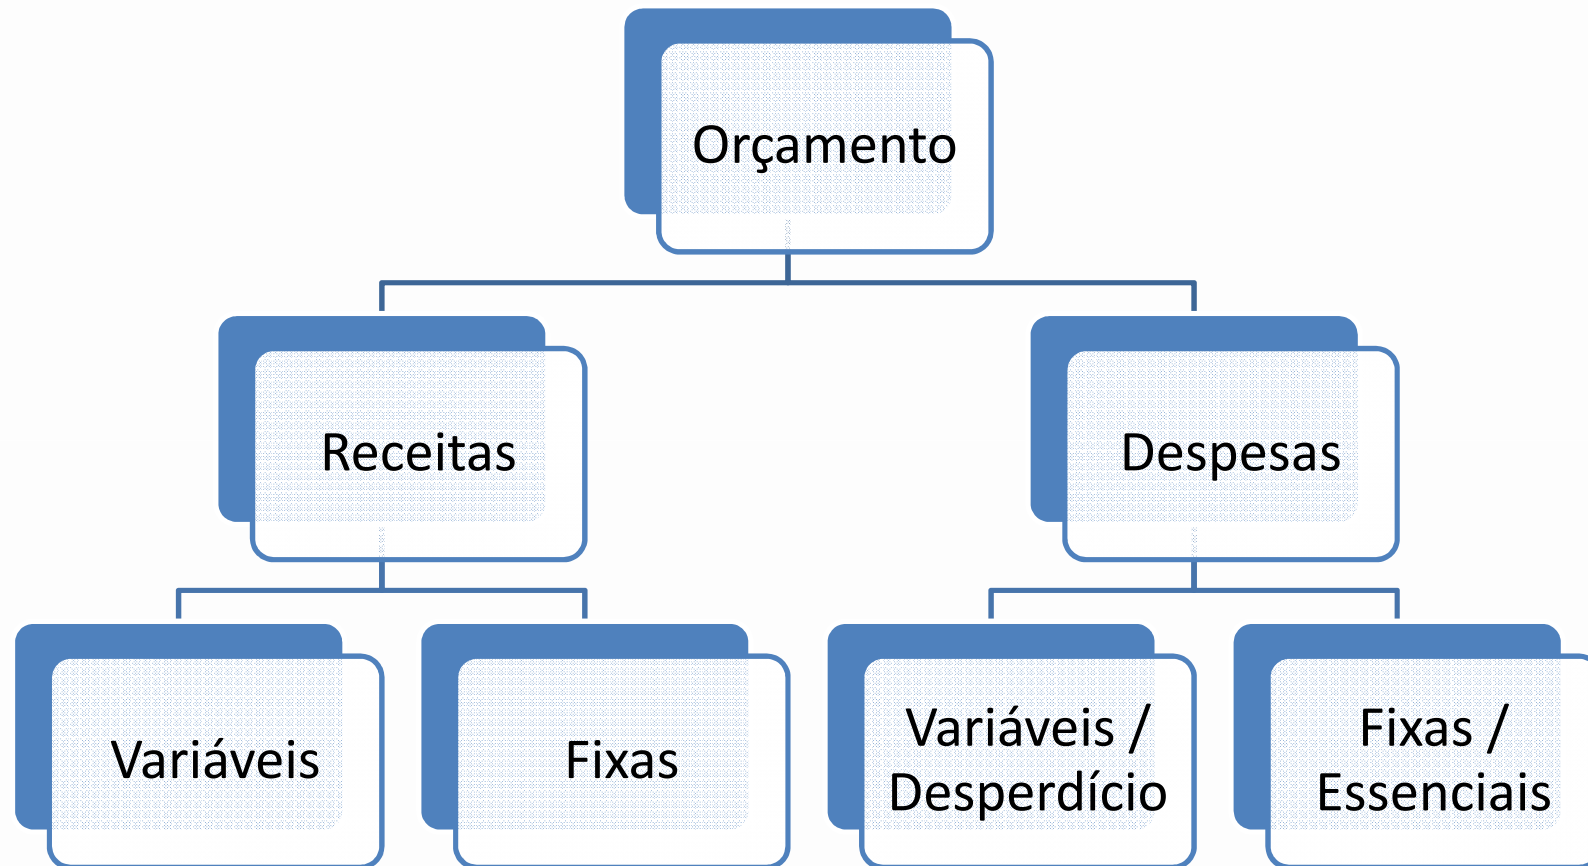 Orçamento
Receitas
Despesas
Variáveis
Fixas
Variáveis /
Desperdício
Fixas /
Essenciais